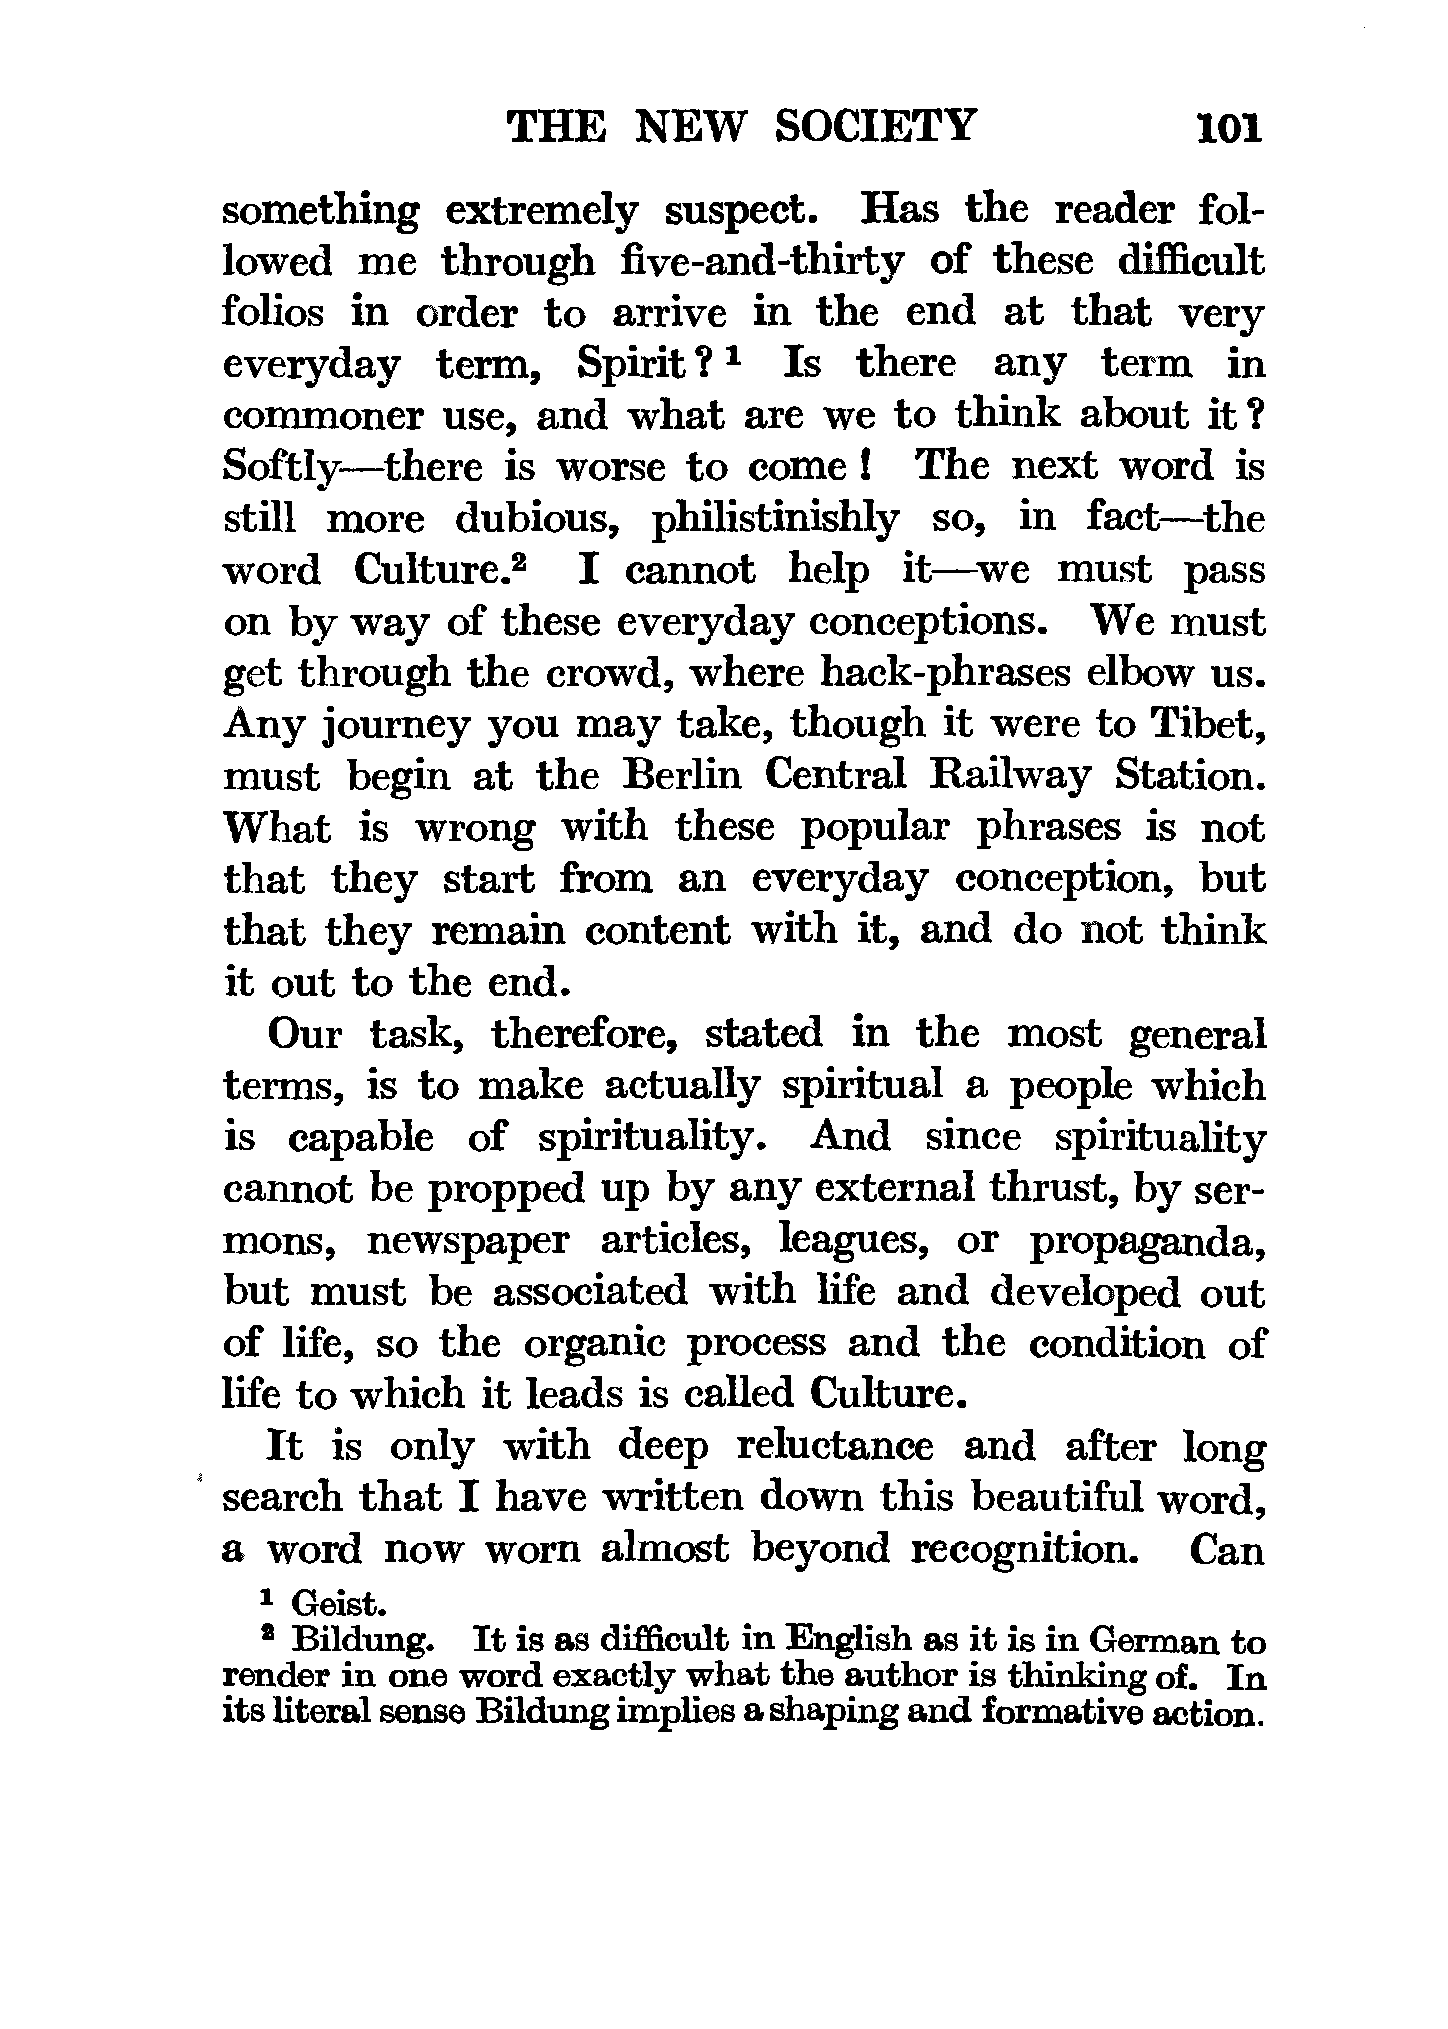 THE NEW SOCIETY 101
something extremely suspect. Has the reader fol-
lowed me through five-and-thirty of these difficult
folios in order to arrive in the end at that very
everyday term, Spirit?¹ Is there any term in
commoner use, and what are we to think about it?
Softly—there is worse to come! The next word is
still more dubious, philistinishly so, in fact—the
word Culture.² I cannot help it—we must pass
on by way of these everyday conceptions. We must
get through the crowd, where hack-phrases elbow us.
Any journey you may take, though it were to Tibet,
must begin at the Berlin Central Railway Station.
What is wrong with these popular phrases is not
that they start from an everyday conception, but
that they remain content with it, and do not think
it out to the end.
Our task, therefore, stated in the most general
terms, is to make actually spiritual a people which
is capable of spirituality. And since spirituality
cannot be propped up by any external thrust, by ser-
mons, newspaper articles, leagues, or propaganda,
but must be associated with life and developed out
of life, so the organic process and the condition of
life to which it leads is called Culture.
It is only with deep reluctance and after long
search that I have written down this beautiful word,
a word now worn almost beyond recognition. Can
¹ Geist.
² Bildung. It is as difficult in English as it is in German to
render in one word exactly what the author is thinking of. In
its literal sense Bildung implies a shaping and formative action.